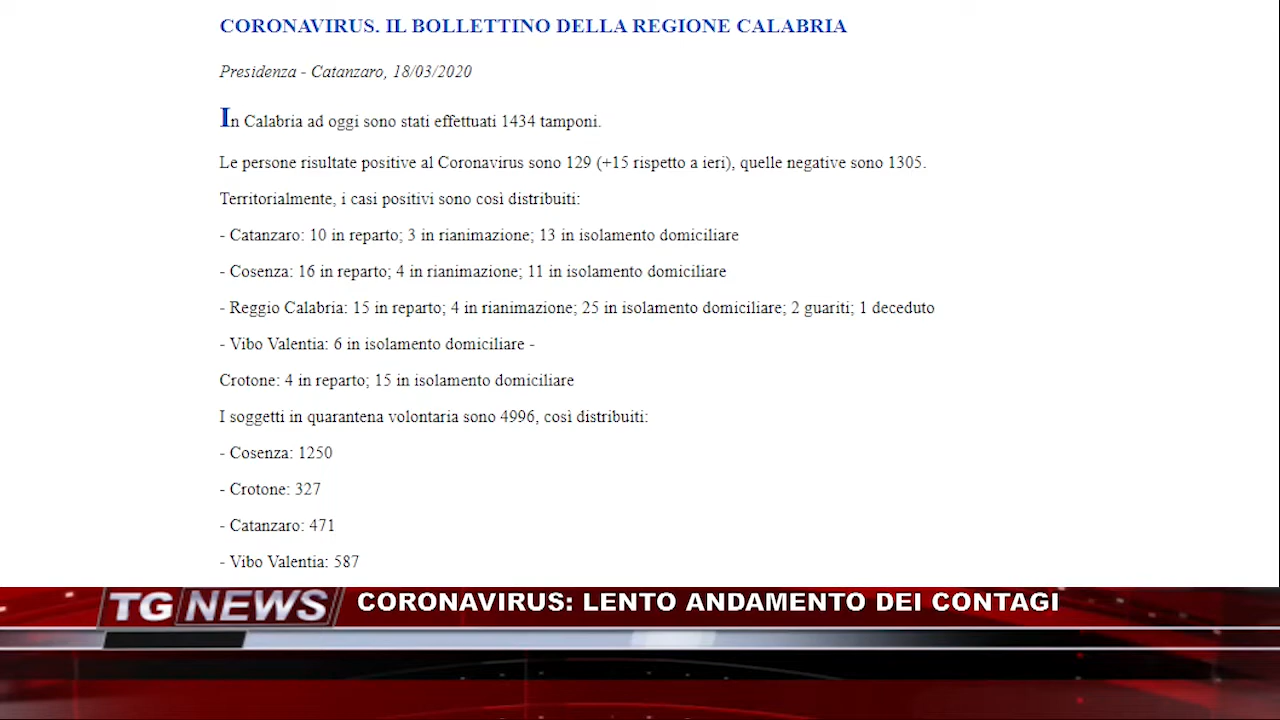 CORONAVIRUS. IL BOLLETTINO DELLA REGIONE CALABRIA
Presidenza - Catanzaro, 18/03/2020
In Calabria ad oggi sono stati effettuati 1434 tamponi.
Le persone risultate positive al Coronavirus sono 129 (+15 rispetto a ieri), quelle negative sono 1305.
Territorialmente, i casi positivi sono così distribuiti:
- Catanzaro: 10 in reparto; 3 in rianimazione; 13 in isolamento domiciliare
- Cosenza: 16 in reparto; 4 in rianimazione; 11 in isolamento domiciliare
- Reggio Calabria: 15 in reparto; 4 in rianimazione; 25 in isolamento domiciliare; 2 guariti; 1 deceduto
- Vibo Valentia: 6 in isolamento domiciliare -
Crotone: 4 in reparto; 15 in isolamento domiciliare
I soggetti in quarantena volontaria sono 4996, così distribuiti:
- Cosenza: 1250
- Crotone: 327
- Catanzaro: 471
- Vibo Valentia: 587
TG NEWS CORONAVIRUS: LENTO ANDAMENTO DEI CONTAGI